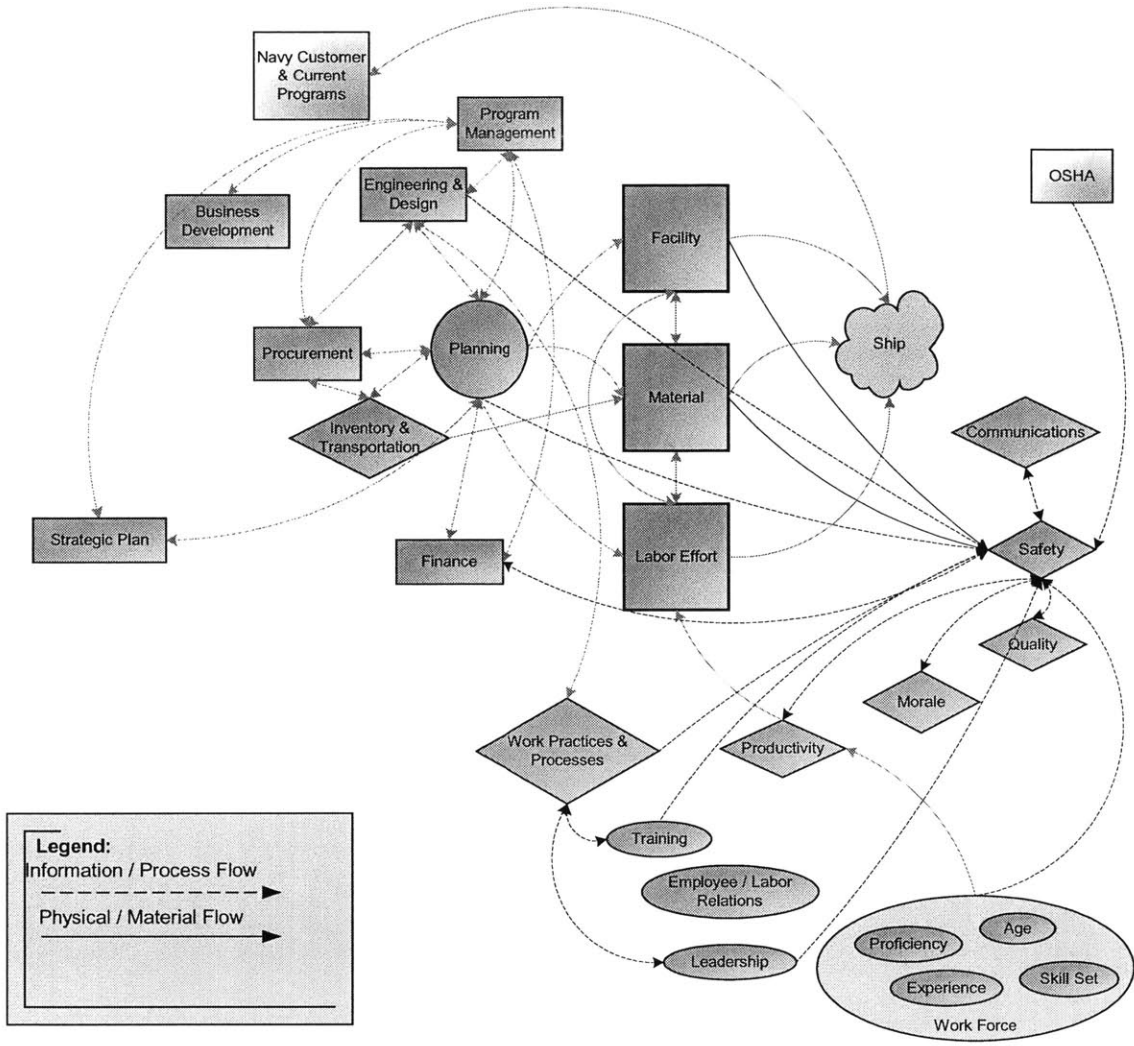 Navy Customer
& Current
Programs
Program
Management
Engineering &
Design
OSHA
Business
Development
Facility
Procurement
Planning
Ship
Material
Inventory &
Transportation
Communications
Strategic Plan
Finance
Labor Effort
Safety
Quality
Morale
Work Practices &
Processes
Productivity
Training
Employee / Labor
Relations
Leadership
Proficiency
Age
Experience
Skill Set
Work Force
Legend:
Information / Process Flow
Physical / Material Flow